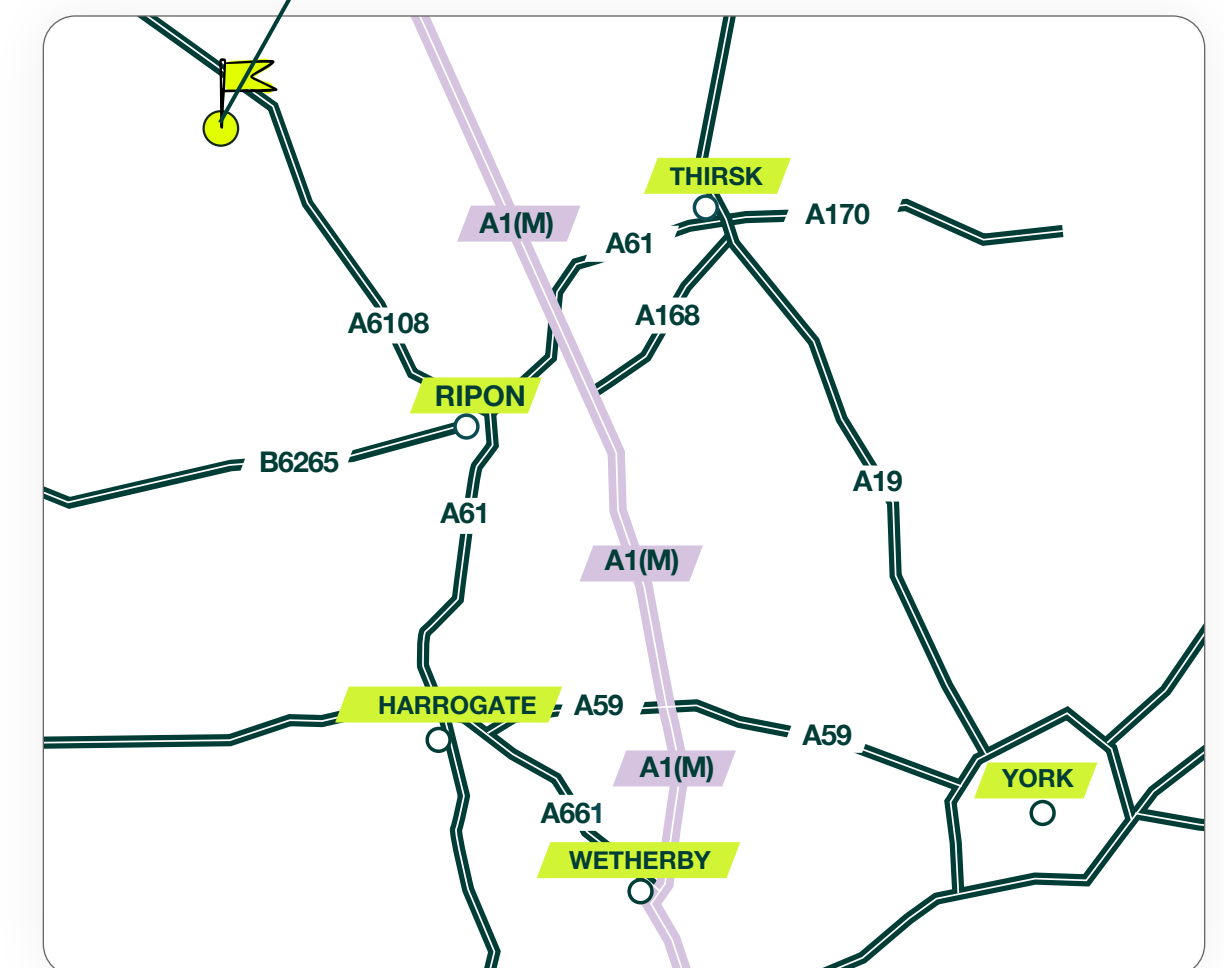 THIRSK
A170
A1(M)
A61
A168
A6108
RIPON
B6265
A19
A61
A1(M)
HARROGATE
A59
A59
A1(M)
YORK
A661
WETHERBY